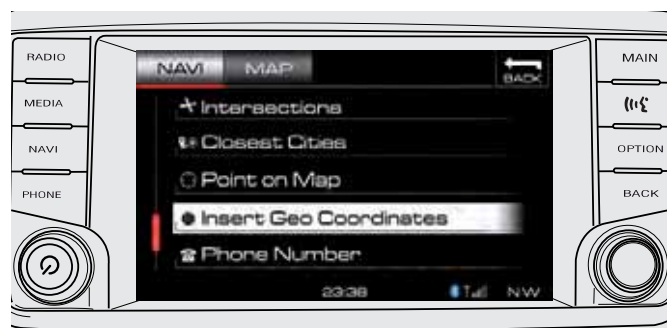 RADIO
MEDIA
NAVI
PHONE
NAVI MAP BACK
Intersections
Closest Cities
Point on Map
Insert Geo Coordinates
Phone Number
23:38 NW
MAIN
OPTION
BACK